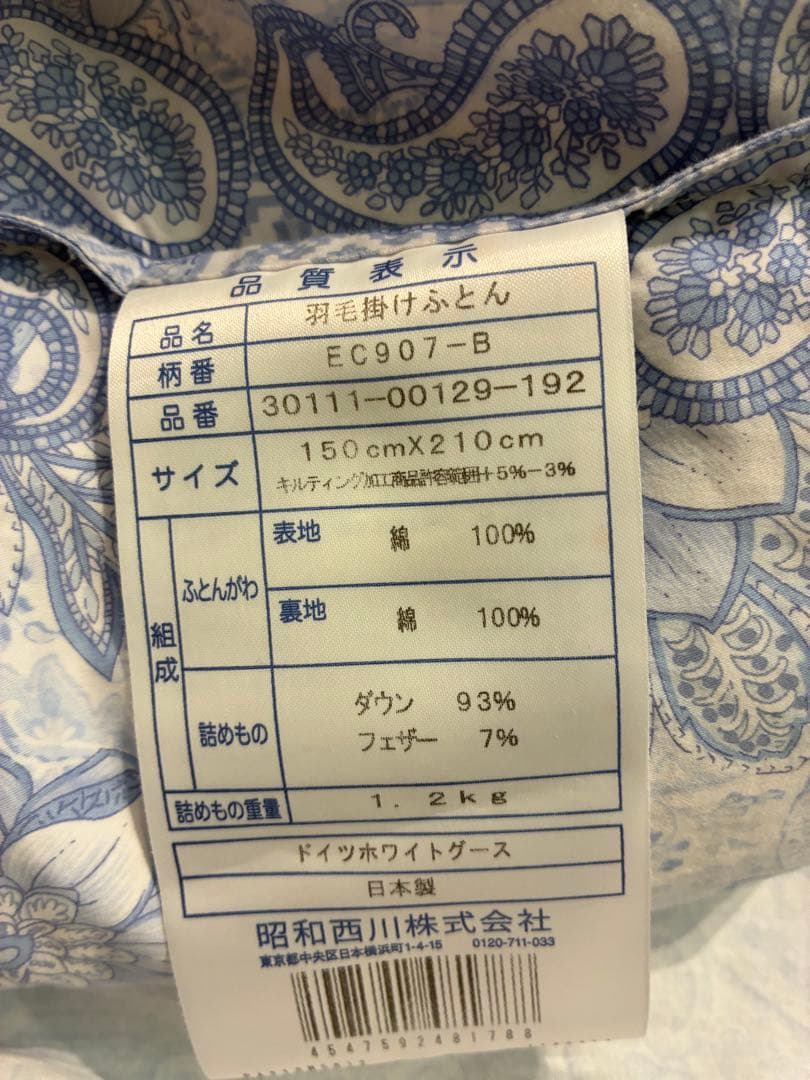 品質表示
品名 羽毛掛けふとん
柄番 EC907-B
品番 30111-00129-192
サイズ 150cmX210cm
キルティング加工商品許容範囲+5%-3%
組成 ふとんがわ 表地 綿 100%
裏地 綿 100%
詰めもの ダウン 93%
フェザー 7%
詰めもの重量 1.2kg
ドイツホワイトグース
日本製
昭和西川株式会社
東京都中央区日本橋浜町1-4-15 0120-711-033
4547592481788